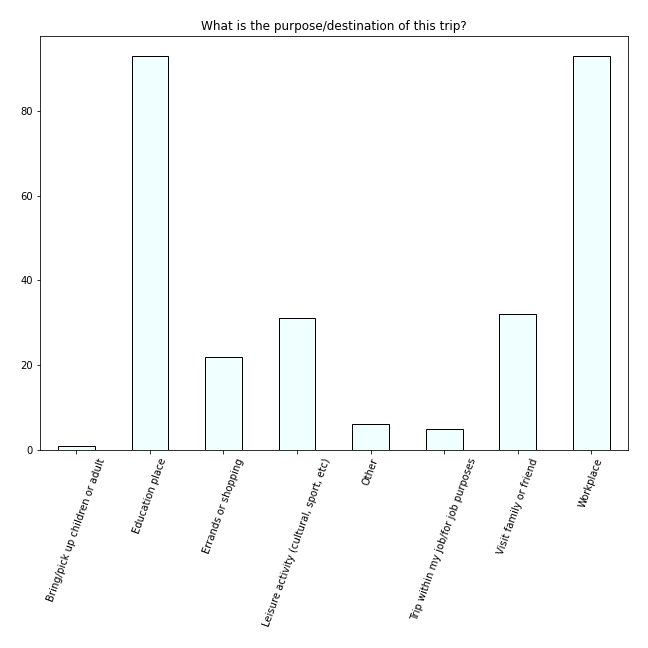 What is the purpose/destination of this trip?
80
60
40
20
0
Bring/pick up children or adult
Education place
Errands or shopping
Leisure activity (cultural, sport, etc)
Other
Trip within my job/for job purposes
Visit family or friend
Workplace